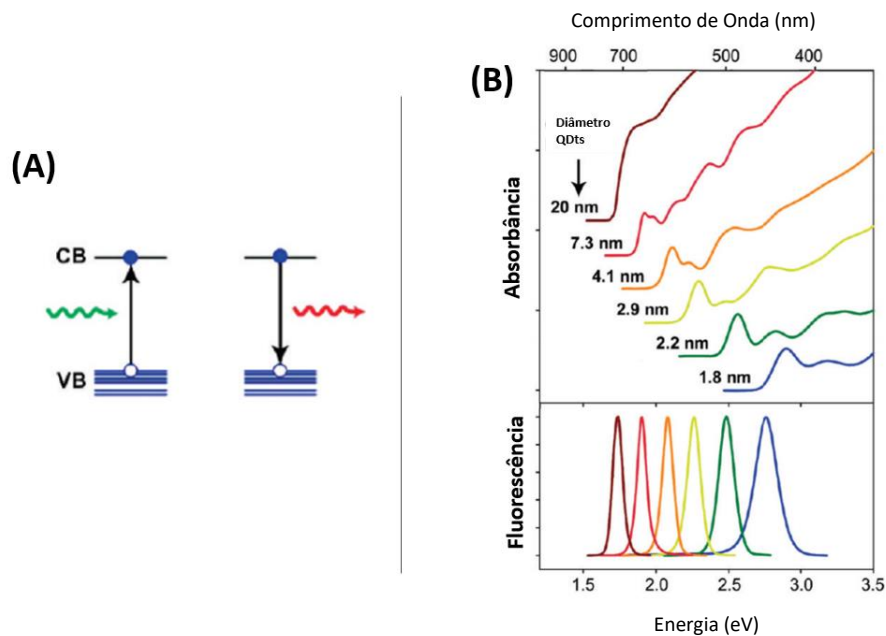 (A)
CB
VB
(B)
Comprimento de Onda (nm)
900 700 500 400
Diâmetro
QDts
20 nm
7.3 nm
4.1 nm
2.9 nm
2.2 nm
1.8 nm
Absorbância
Fluorescência
1.5 2.0 2.5 3.0 3.5
Energia (eV)